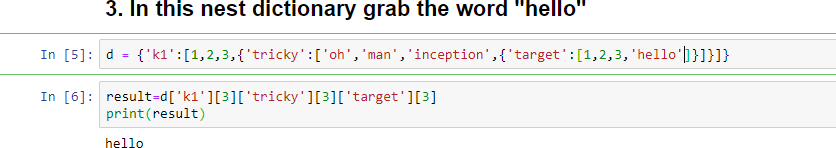 3. In this nest dictionary grab the word "hello"
In [5]: d = {'k1':[1,2,3,{'tricky':['oh','man','inception',{'target':[1,2,3,'hello']}]}]}
In [6]: result=d['k1'][3]['tricky'][3]['target'][3]
print(result)
hello